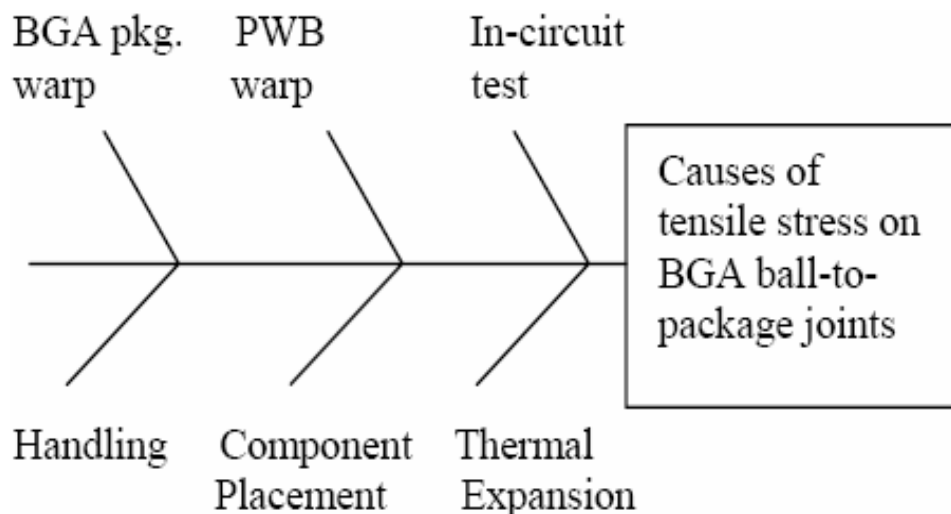 BGA pkg.
warp
PWB
warp
In-circuit
test
Causes of
tensile stress on
BGA ball-to-
package joints
Handling
Component
Placement
Thermal
Expansion